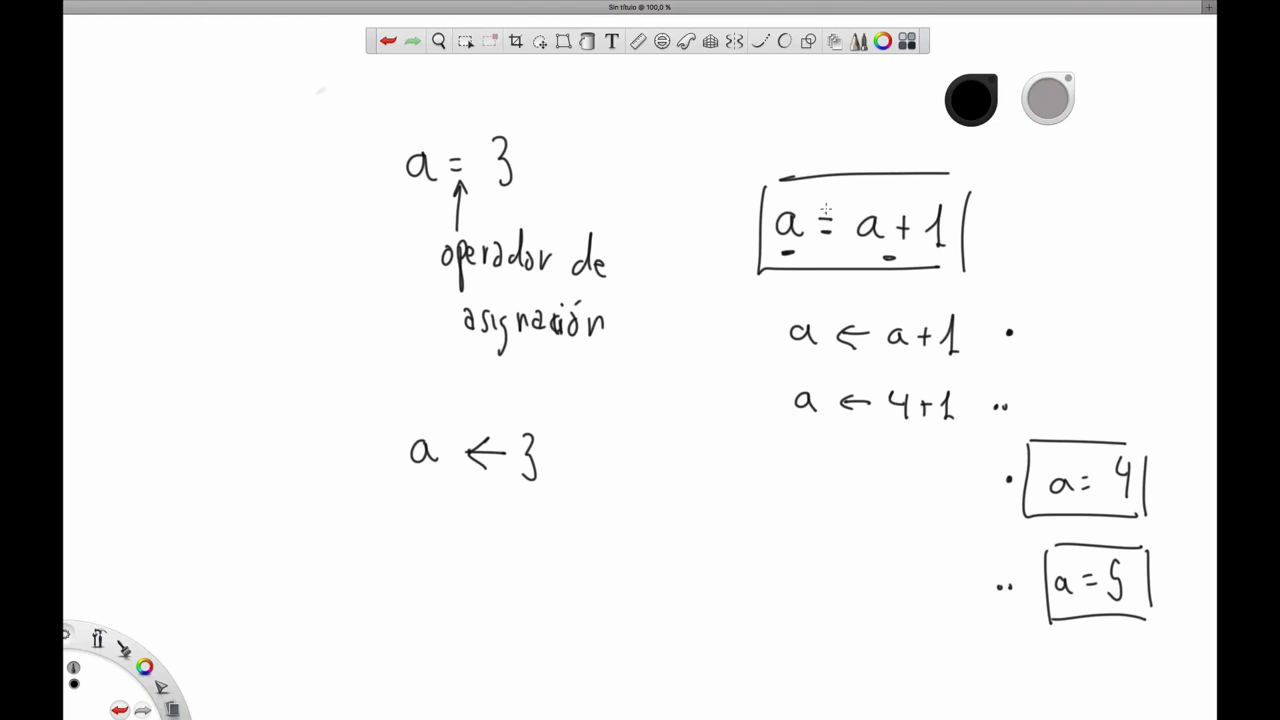 Sin título @ 100,0 %
a = 3
operador de
asignación
a ← 3
a = a + 1
a ← a + 1 •
a ← 4 + 1 ••
• a = 4
•• a = 5